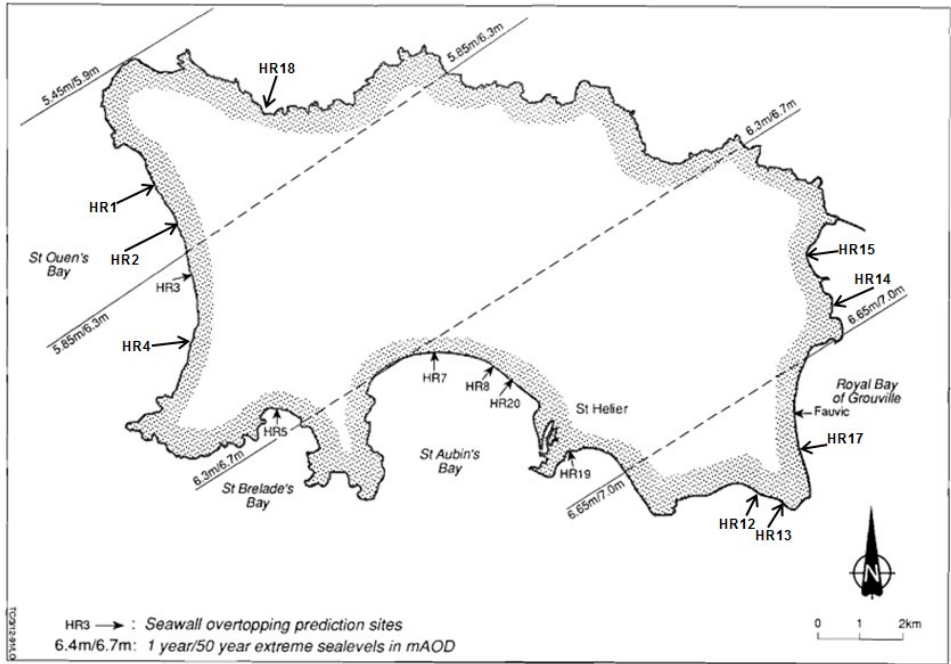 5.45m/5.9m
5.85m/6.3m
HR18
6.3m/6.7m
HR1
HR2
HR15
St Ouen's
Bay
HR3
HR14
HR4
5.85m/6.3m
6.65m/7.0m
HR7
HR8
HR20
Royal Bay
of Grouville
St Helier
Fauvic
HR5
HR17
St Aubin's
Bay
6.3m/6.7m
HR19
St Brelade's
Bay
6.65m/7.0m
HR12
HR13
N
HR3 : Seawall overtopping prediction sites
0 1 2km
6.4m/6.7m: 1 year/50 year extreme sealevels in mAOD